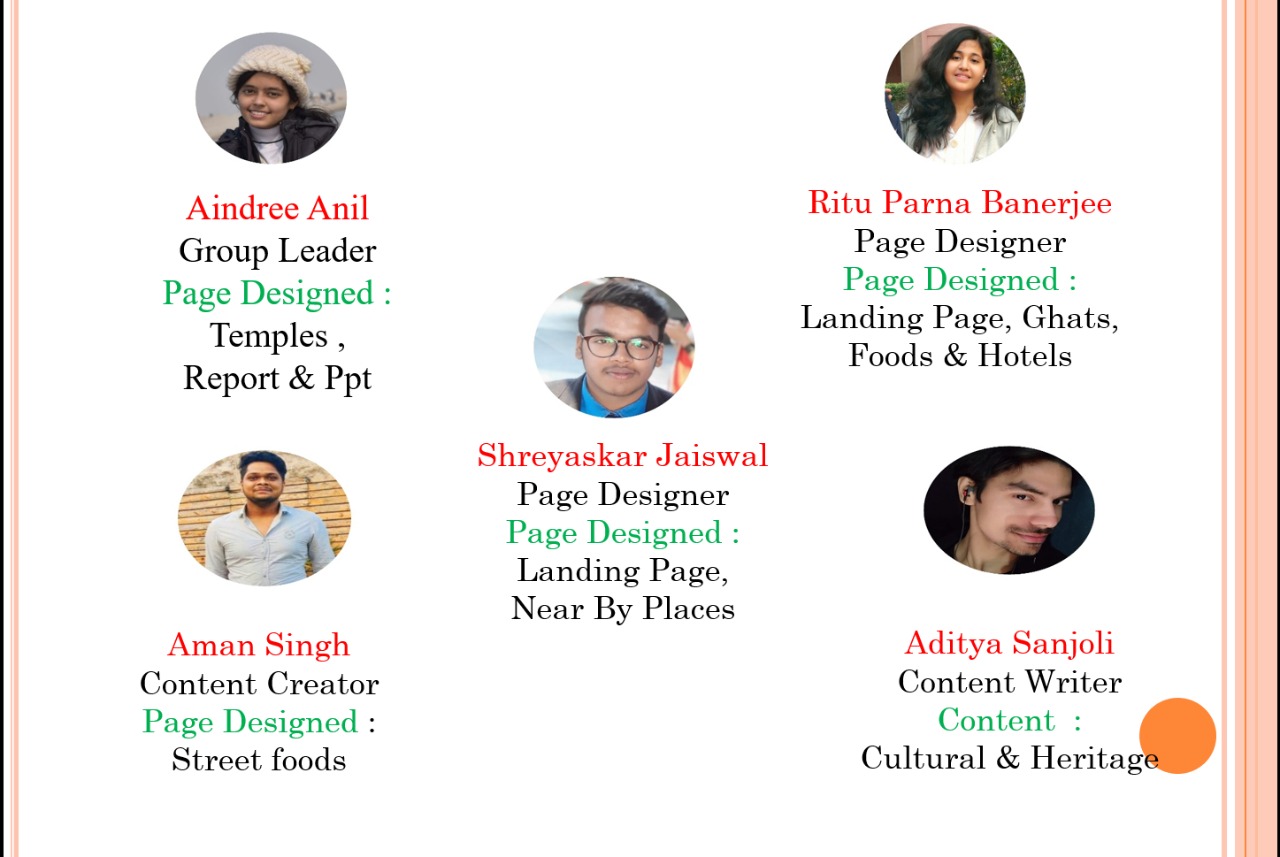 Aindree Anil
Group Leader
Page Designed :
Temples ,
Report & Ppt
Ritu Parna Banerjee
Page Designer
Page Designed :
Landing Page, Ghats,
Foods & Hotels
Shreyaskar Jaiswal
Page Designer
Page Designed :
Landing Page,
Near By Places
Aman Singh
Content Creator
Page Designed :
Street foods
Aditya Sanjoli
Content Writer
Content :
Cultural & Heritage